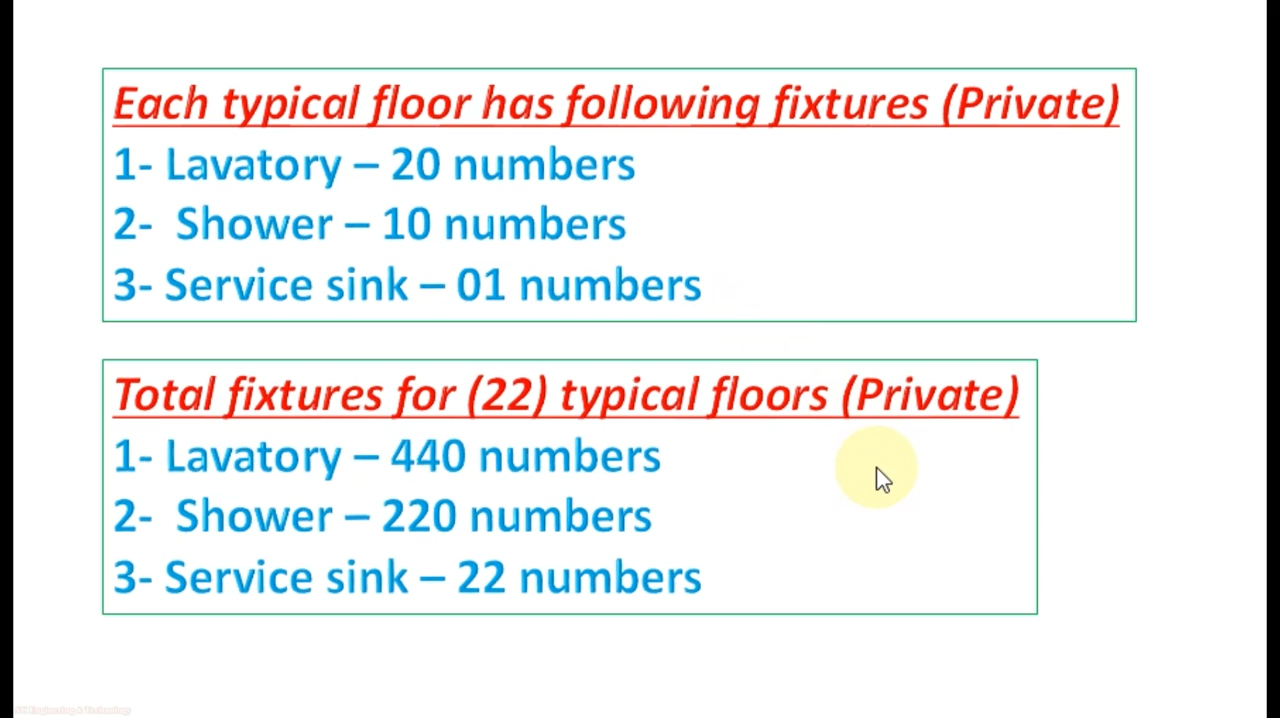 Each typical floor has following fixtures (Private)
1- Lavatory – 20 numbers
2- Shower – 10 numbers
3- Service sink – 01 numbers
Total fixtures for (22) typical floors (Private)
1- Lavatory – 440 numbers
2- Shower – 220 numbers
3- Service sink – 22 numbers
Engineering & Technology